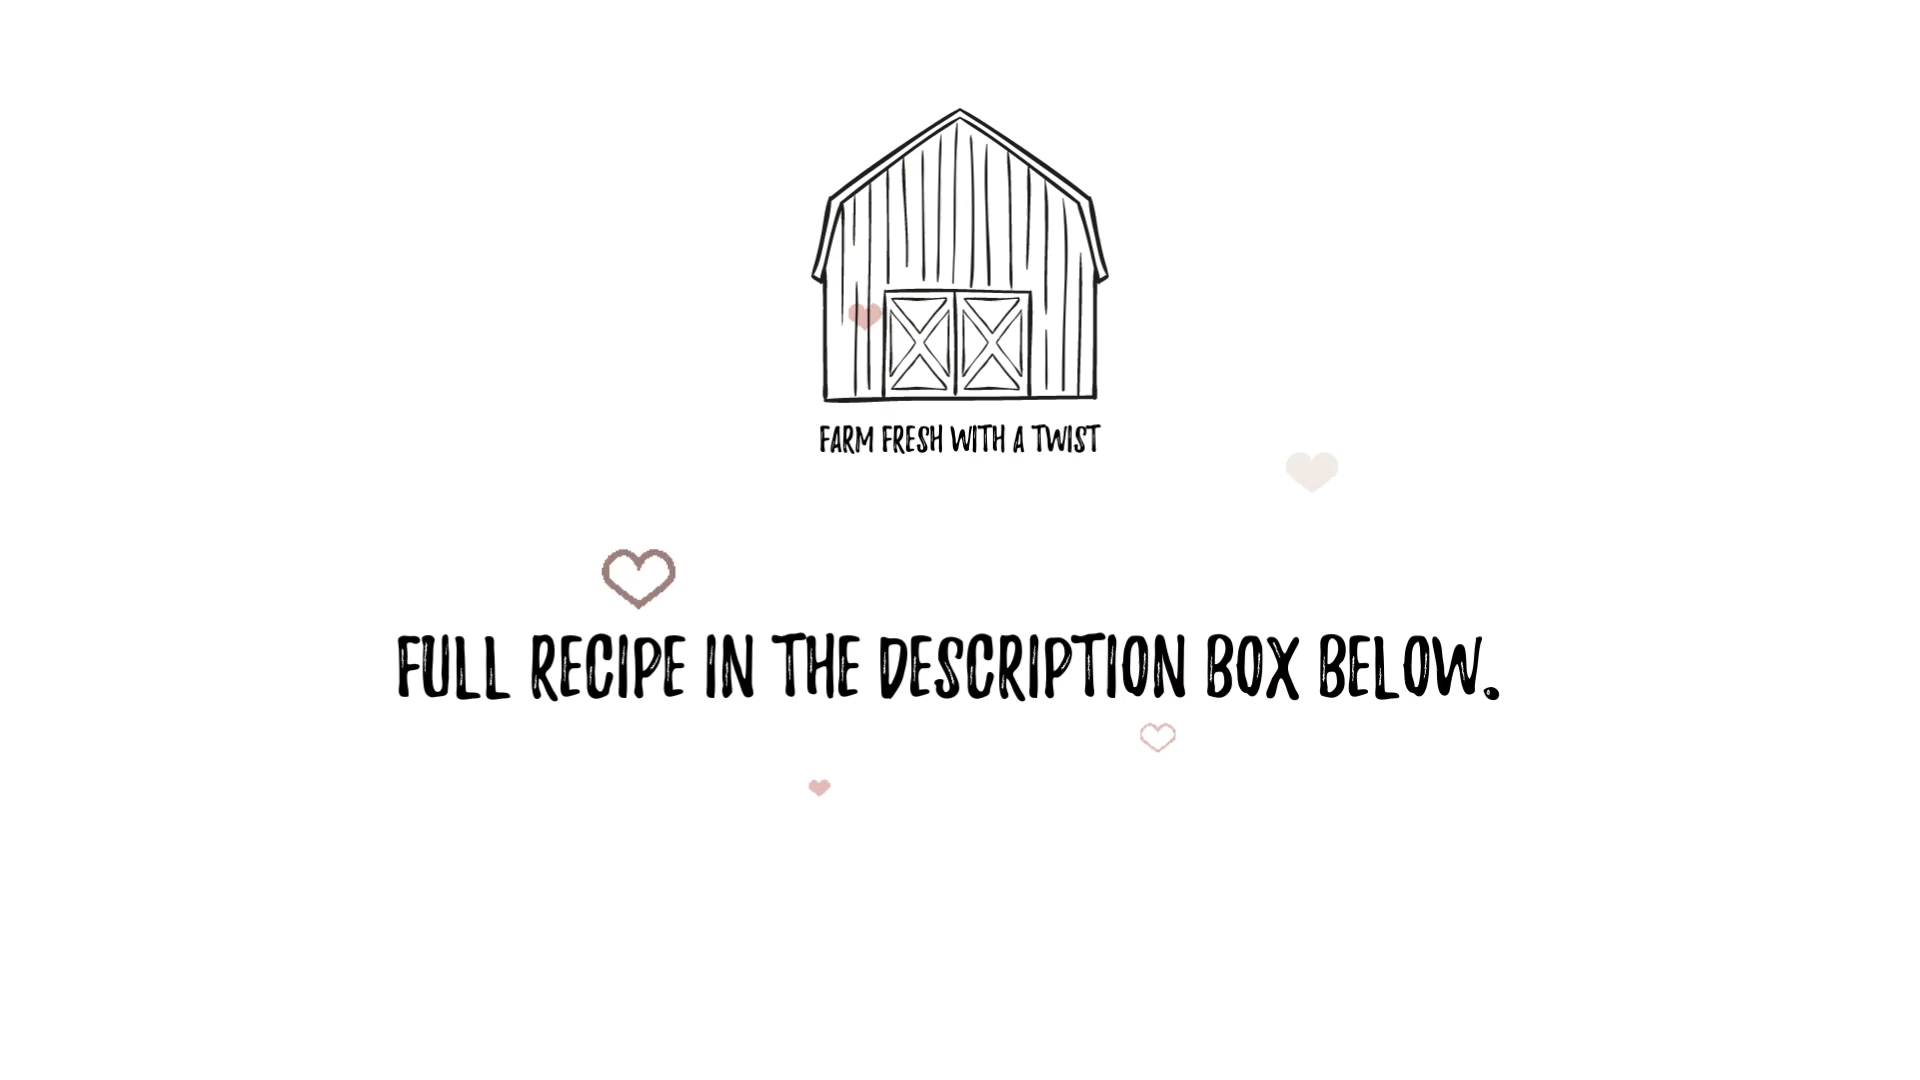 FARM FRESH WITH A TWIST
FULL RECIPE IN THE DESCRIPTION BOX BELOW.